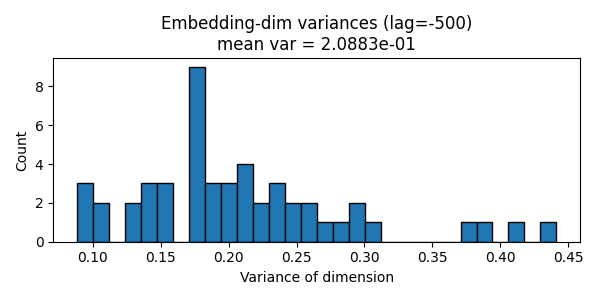 Embedding-dim variances (lag=-500)
mean var = 2.0883e-01
Count
8
6
4
2
0
0.10 0.15 0.20 0.25 0.30 0.35 0.40 0.45
Variance of dimension